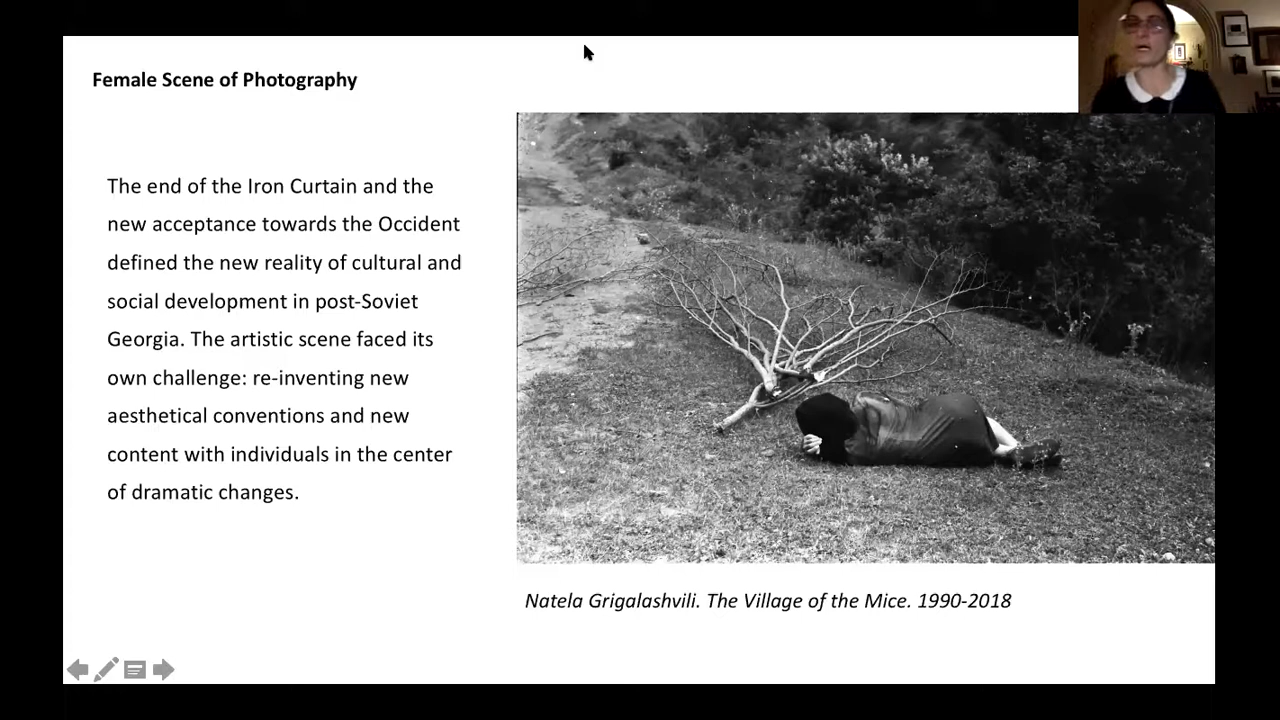 Female Scene of Photography
The end of the Iron Curtain and the
new acceptance towards the Occident
defined the new reality of cultural and
social development in post-Soviet
Georgia. The artistic scene faced its
own challenge: re-inventing new
aesthetical conventions and new
content with individuals in the center
of dramatic changes.
Natela Grigalashvili. The Village of the Mice. 1990-2018